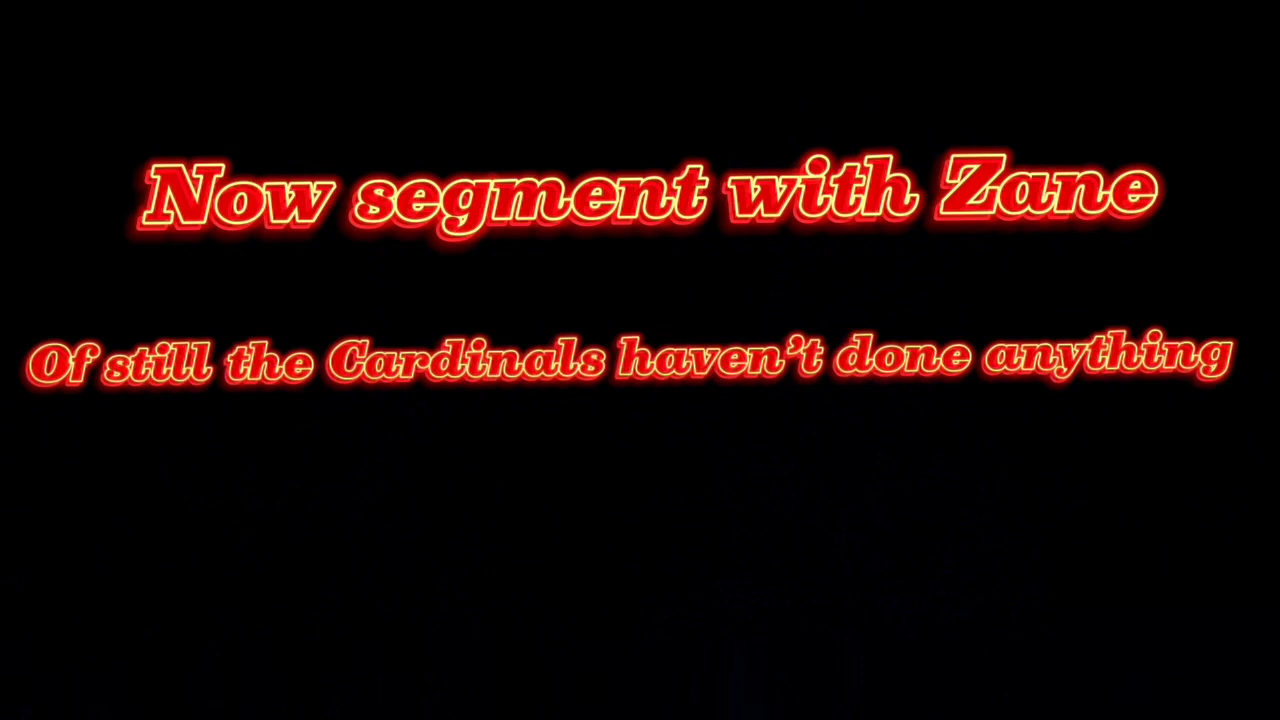 Now segment with Zane
Of still the Cardinals haven't done anything